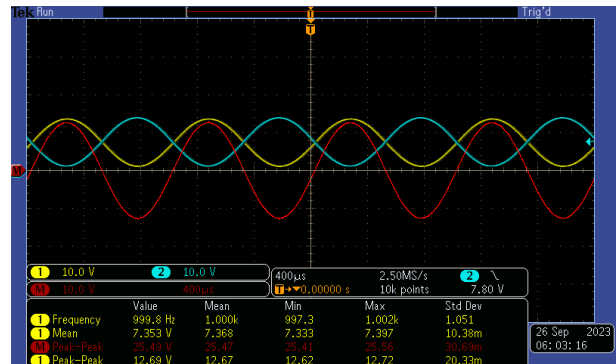 Tek Run Trig'd
T
T
M
1 10.0 V 2 10.0 V
M 10.0 V 400µs
400µs 2.50MS/s 2 \
T→▼0.00000 s 10k points 7.80 V
Value Mean Min Max Std Dev
1 Frequency 999.8 Hz 1.000k 997.3 1.002k 1.051
1 Mean 7.353 V 7.368 7.333 7.397 10.38m
M Peak-Peak 25.49 V 25.47 25.41 25.56 30.69m
1 Peak-Peak 12.69 V 12.67 12.62 12.72 20.33m
26 Sep 2023
06:03:16